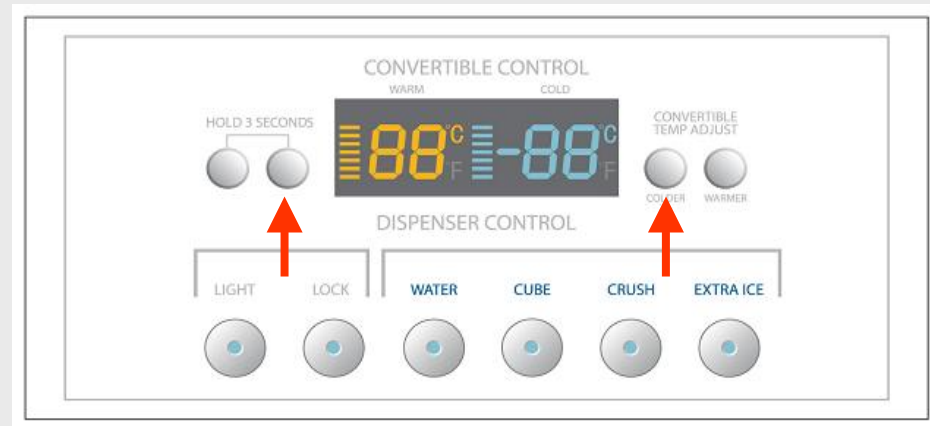 CONVERTIBLE CONTROL
WARM COLD
HOLD 3 SECONDS
88°C -88°C
F F
CONVERTIBLE
TEMP ADJUST
COLDER WARMER
DISPENSER CONTROL
LIGHT LOCK WATER CUBE CRUSH EXTRA ICE